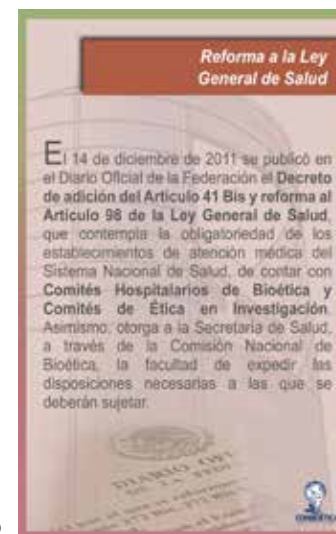 Reforma a la Ley
General de Salud
El 14 de diciembre de 2011 se publicó en
el Diario Oficial de la Federación el Decreto
de adición del Artículo 41 Bis y reforma al
Artículo 98 de la Ley General de Salud,
que contempla la obligatoriedad de los
establecimientos de atención médica del
Sistema Nacional de Salud, de contar con
Comités Hospitalarios de Bioética y
Comités de Ética en Investigación.
Asimismo, otorga a la Secretaría de Salud,
a través de la Comisión Nacional de
Bioética, la facultad de expedir las
disposiciones necesarias a las que se
deberán sujetar.
DIARIO
CONBIOÉTICA